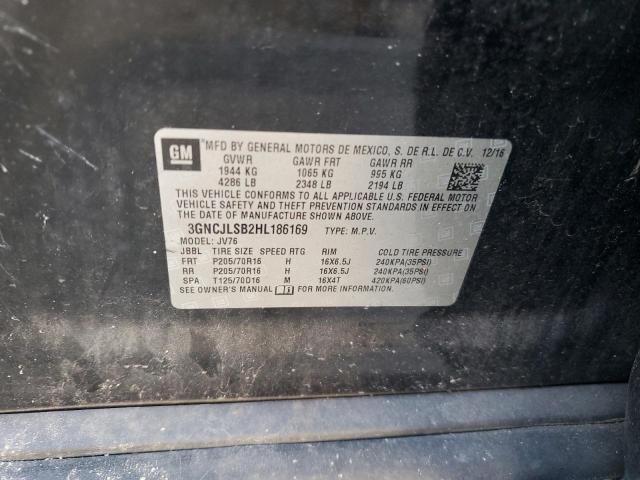 GM
MFD BY GENERAL MOTORS DE MEXICO, S. DE R.L. DE C.V. 12/16
GVWR GAWR FRT GAWR RR
1944 KG 1065 KG 995 KG
4286 LB 2348 LB 2194 LB
THIS VEHICLE CONFORMS TO ALL APPLICABLE U.S. FEDERAL MOTOR
VEHICLE SAFETY, BUMPER, AND THEFT PREVENTION STANDARDS IN
EFFECT ON THE DATE OF MANUFACTURE SHOWN ABOVE.
3GNCJLSB2HL186169 TYPE: M.P.V.
MODEL: JV76
JBBL TIRE SIZE SPEED RTG RIM COLD TIRE PRESSURE
FRT P205/70R16 H 16X6.5J 240KPA(35PSI)
RR P205/70R16 H 16X6.5J 240KPA(35PSI)
SPA T125/70D16 M 16X4T 420KPA(60PSI)
SEE OWNER'S MANUAL FOR MORE INFORMATION